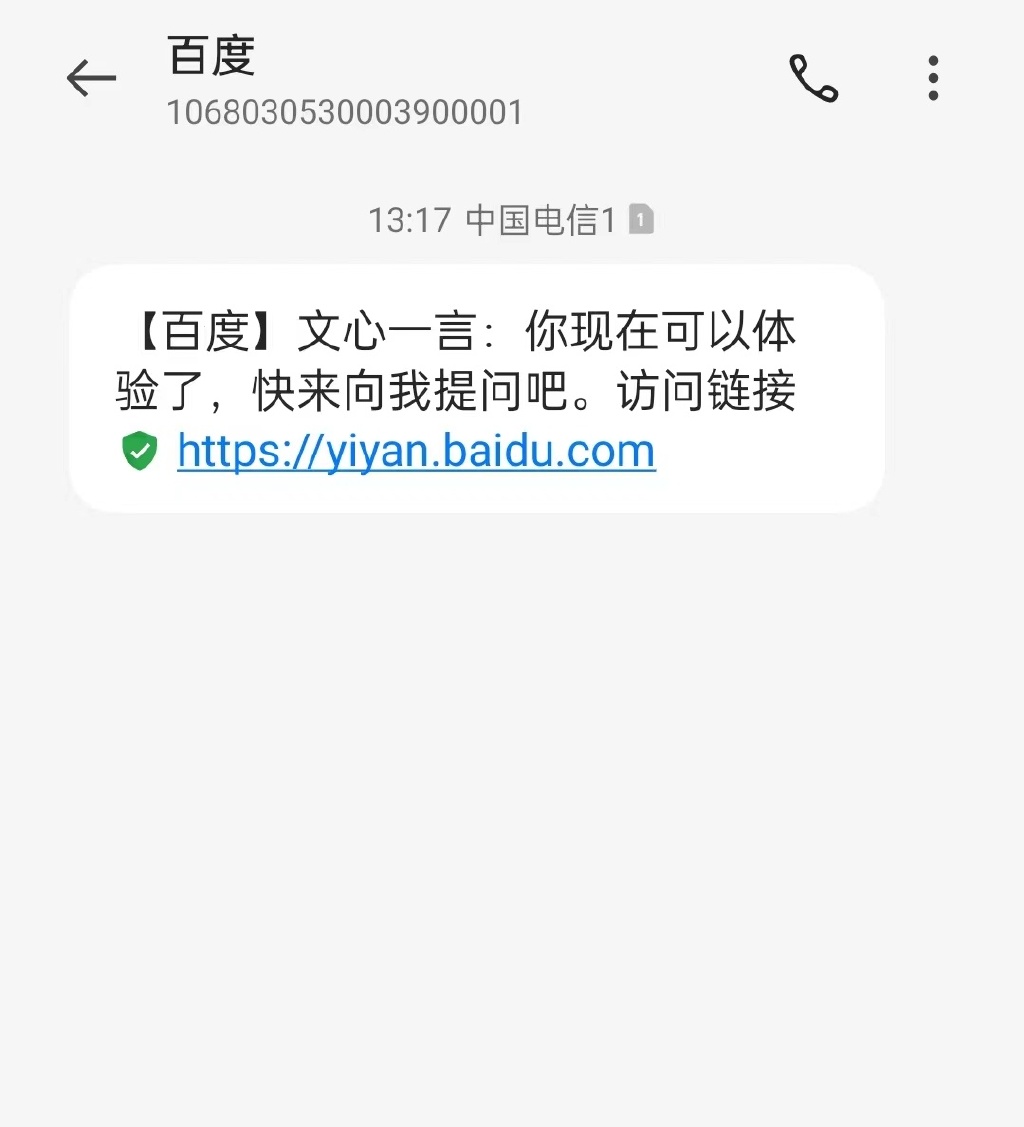 百度
1068030530003900001
13:17 中国电信1 1
【百度】文心一言：你现在可以体
验了，快来向我提问吧。访问链接
https://yiyan.baidu.com